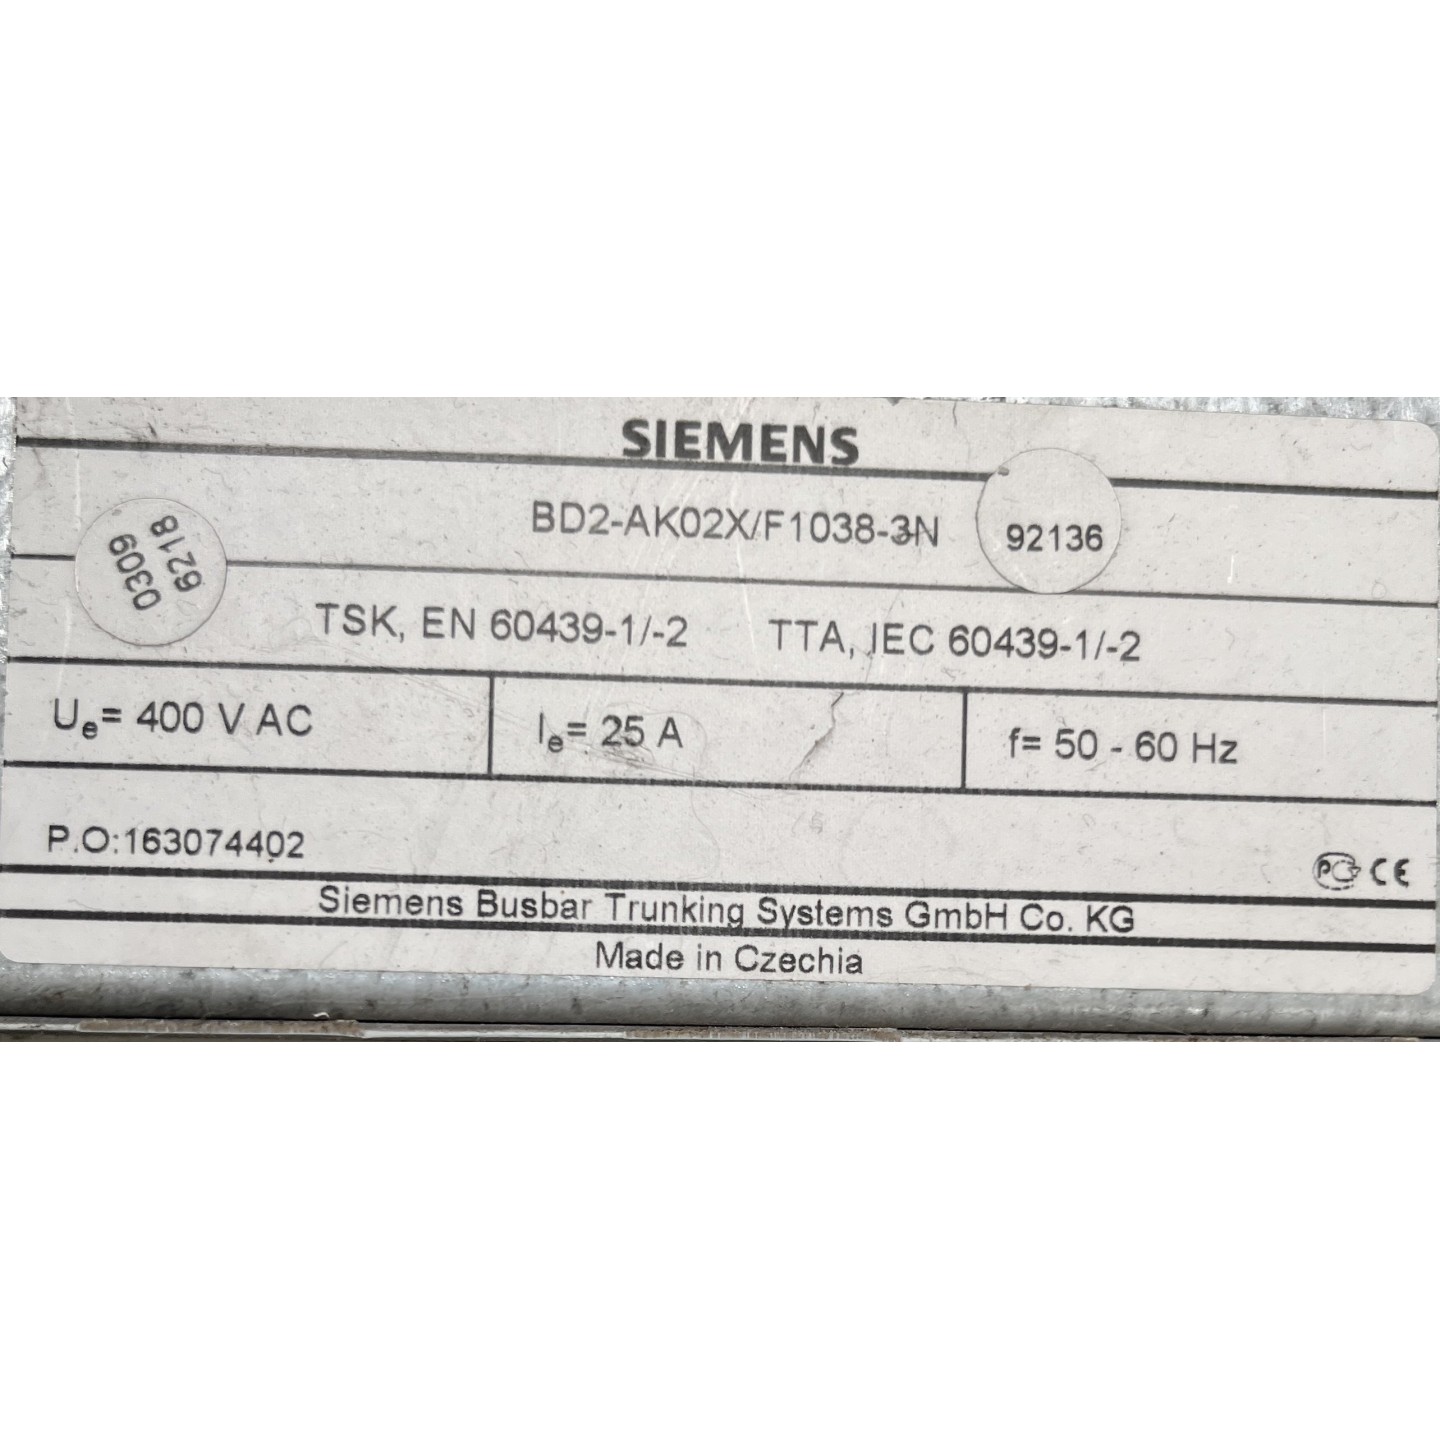 SIEMENS
BD2-AK02X/F1038-3N
92136
0309
6218
TSK, EN 60439-1/-2 TTA, IEC 60439-1/-2
Ue= 400 V AC Ie= 25 A f= 50 - 60 Hz
P.O:163074402
PC CE
Siemens Busbar Trunking Systems GmbH Co. KG
Made in Czechia